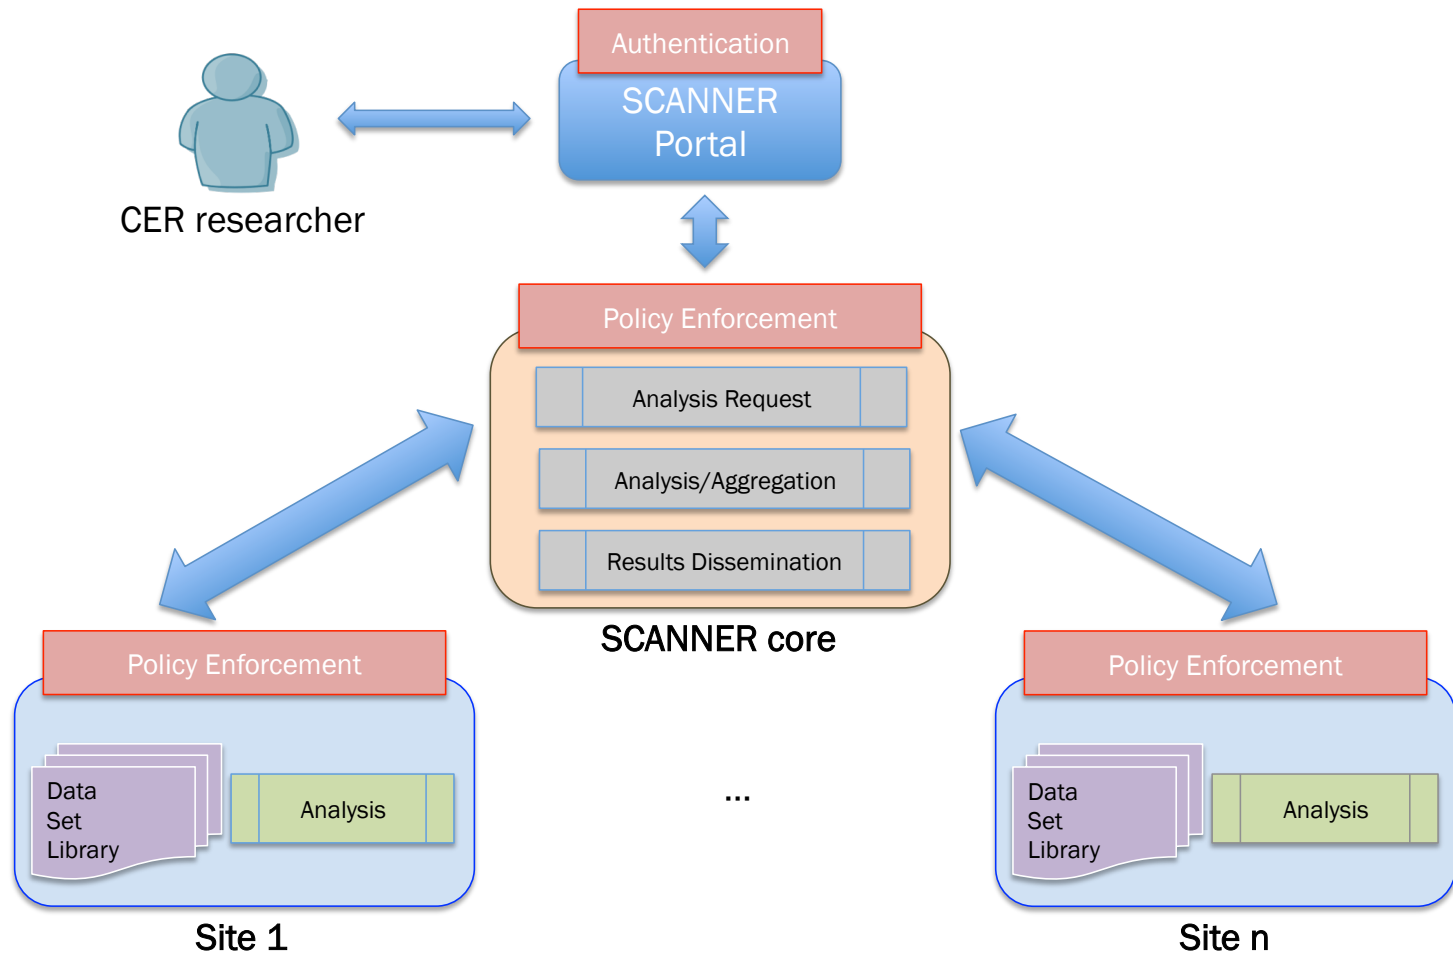 Authentication
SCANNER
Portal
CER researcher
Policy Enforcement
Analysis Request
Analysis/Aggregation
Results Dissemination
SCANNER core
Policy Enforcement
Data
Set
Library
Analysis
Site 1
...
Policy Enforcement
Data
Set
Library
Analysis
Site n